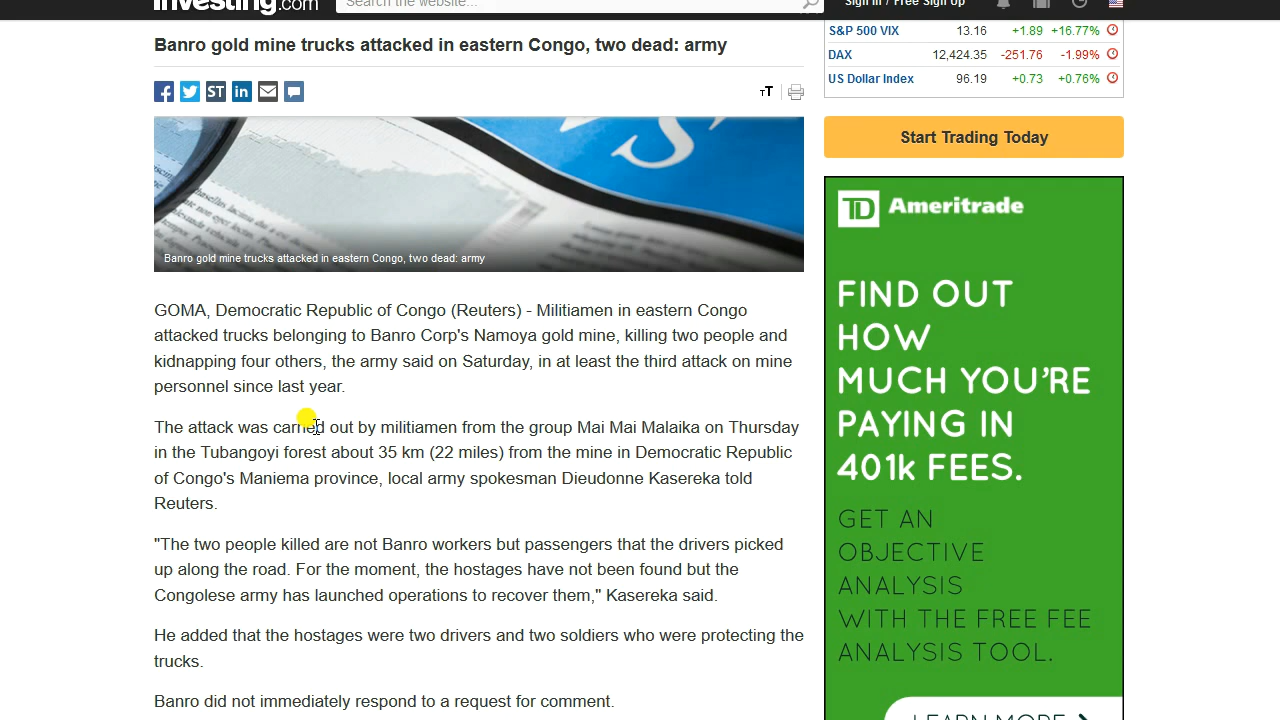 Investing.com
Search the website...
Sign In / Free Sign Up
Banro gold mine trucks attacked in eastern Congo, two dead: army
S&P 500 VIX 13.16 +1.89 +16.77%
DAX 12,424.35 -251.76 -1.99%
US Dollar Index 96.19 +0.73 +0.76%
ST
in
TT
Start Trading Today
Banro gold mine trucks attacked in eastern Congo, two dead: army
GOMA, Democratic Republic of Congo (Reuters) - Militiamen in eastern Congo
attacked trucks belonging to Banro Corp's Namoya gold mine, killing two people and
kidnapping four others, the army said on Saturday, in at least the third attack on mine
personnel since last year.
The attack was carried out by militiamen from the group Mai Mai Malaika on Thursday
in the Tubangoyi forest about 35 km (22 miles) from the mine in Democratic Republic
of Congo's Maniema province, local army spokesman Dieudonne Kasereka told
Reuters.
"The two people killed are not Banro workers but passengers that the drivers picked
up along the road. For the moment, the hostages have not been found but the
Congolese army has launched operations to recover them," Kasereka said.
He added that the hostages were two drivers and two soldiers who were protecting the
trucks.
Banro did not immediately respond to a request for comment.
TD Ameritrade
FIND OUT
HOW
MUCH YOU'RE
PAYING IN
401k FEES.
GET AN
OBJECTIVE
ANALYSIS
WITH THE FREE FEE
ANALYSIS TOOL.
LEARN MORE